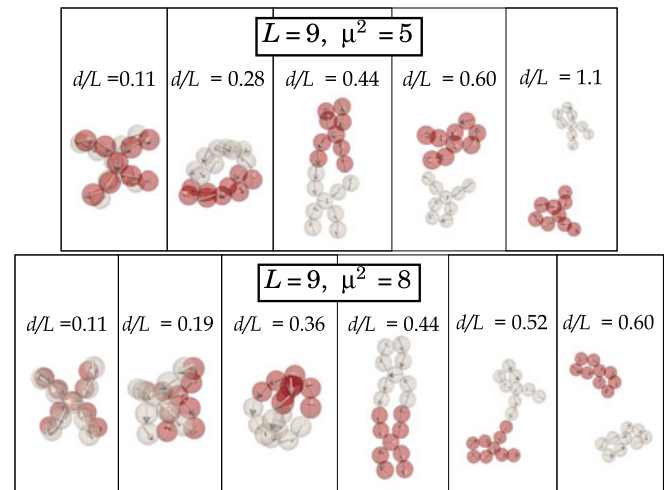 L=9, μ²=5
d/L =0.11 d/L =0.28 d/L =0.44 d/L =0.60 d/L =1.1
L=9, μ²=8
d/L =0.11 d/L =0.19 d/L =0.36 d/L =0.44 d/L =0.52 d/L =0.60